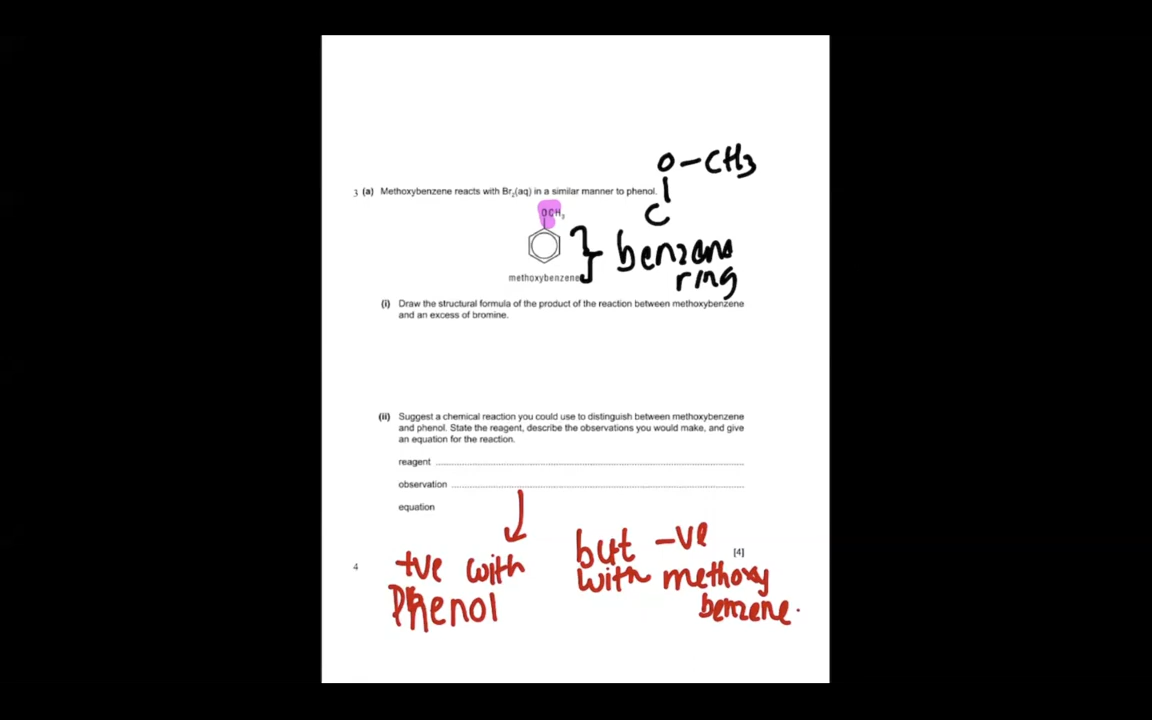 O-CH3
3 (a) Methoxybenzene reacts with Br₂(aq) in a similar manner to phenol.
C
OCH₃
benzene
ring
methoxybenzene
(i) Draw the structural formula of the product of the reaction between methoxybenzene
and an excess of bromine.
(ii) Suggest a chemical reaction you could use to distinguish between methoxybenzene
and phenol. State the reagent, describe the observations you would make, and give
an equation for the reaction.
reagent
observation
equation
[4]
4
+ve with
Phenol
but -ve
with methoxy
benzene.